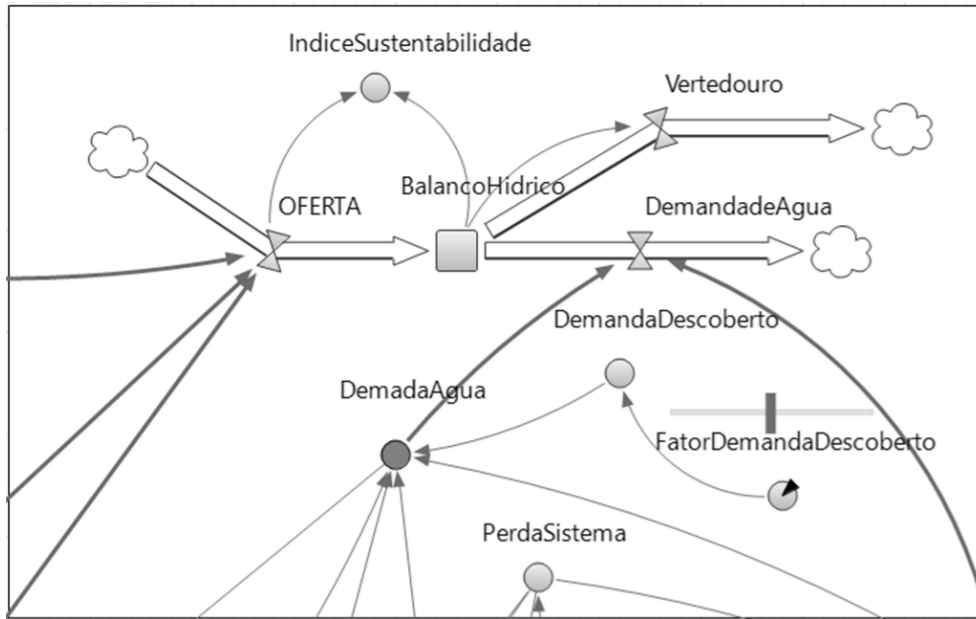 IndiceSustentabilidade
Vertedouro
BalancoHidrico
OFERTA
DemandadeAgua
DemandaDescoberto
DemadaAgua
FatorDemandaDescoberto
PerdaSistema